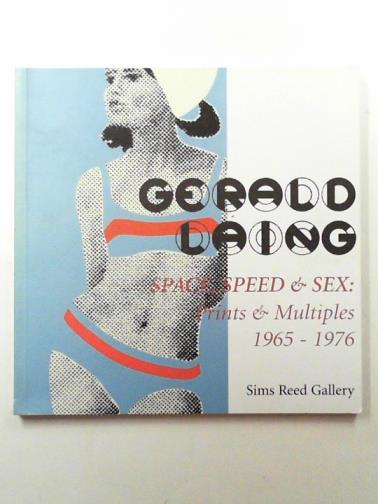 GERALD
LAING
SPACE, SPEED & SEX:
Prints & Multiples
1965 - 1976
Sims Reed Gallery